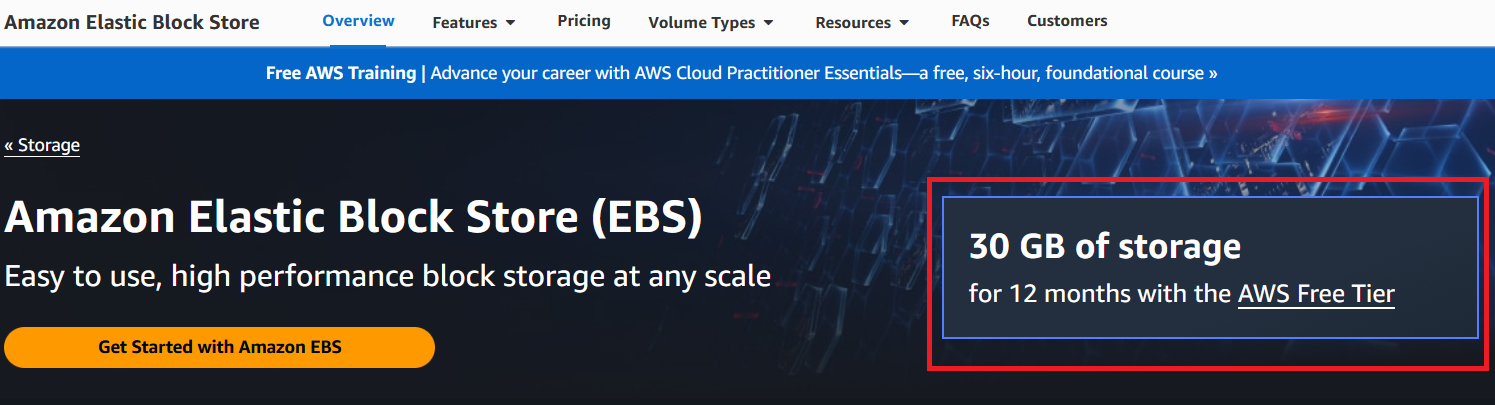 Amazon Elastic Block Store
Overview
Features
Pricing
Volume Types
Resources
FAQs
Customers
Free AWS Training | Advance your career with AWS Cloud Practitioner Essentials—a free, six-hour, foundational course »
« Storage
Amazon Elastic Block Store (EBS)
Easy to use, high performance block storage at any scale
Get Started with Amazon EBS
30 GB of storage
for 12 months with the AWS Free Tier